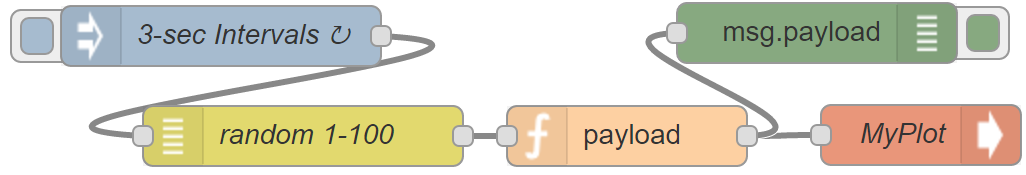 3-sec Intervals ↻
msg.payload
random 1-100
payload
MyPlot